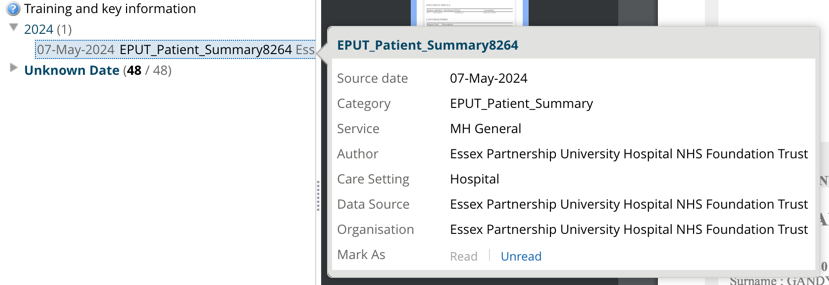 Training and key information
2024 (1)
07-May-2024 EPUT_Patient_Summary8264 Ess
Unknown Date (48 / 48)
EPUT_Patient_Summary8264
Source date 07-May-2024
Category EPUT_Patient_Summary
Service MH General
Author Essex Partnership University Hospital NHS Foundation Trust
Care Setting Hospital
Data Source Essex Partnership University Hospital NHS Foundation Trust
Organisation Essex Partnership University Hospital NHS Foundation Trust
Mark As Read Unread
Surname : GANDY